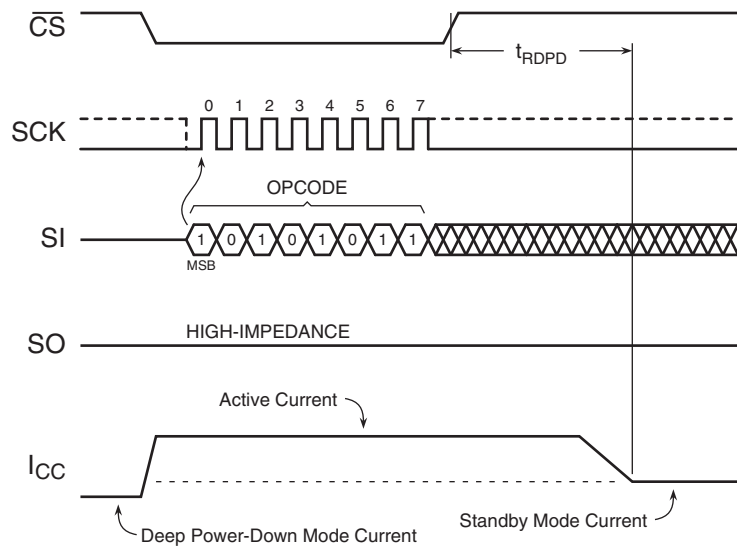 CS
tRDPD
0 1 2 3 4 5 6 7
SCK
OPCODE
SI
1 0 1 0 1 0 1 1
MSB
HIGH-IMPEDANCE
SO
Active Current
ICC
Standby Mode Current
Deep Power-Down Mode Current